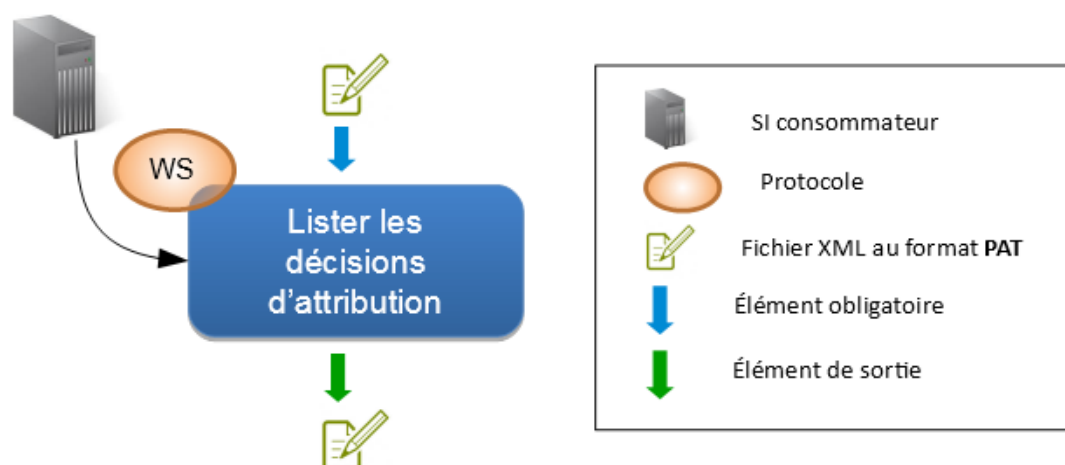 WS
Lister les
décisions
d'attribution
SI consommateur
Protocole
Fichier XML au format PAT
Élément obligatoire
Élément de sortie